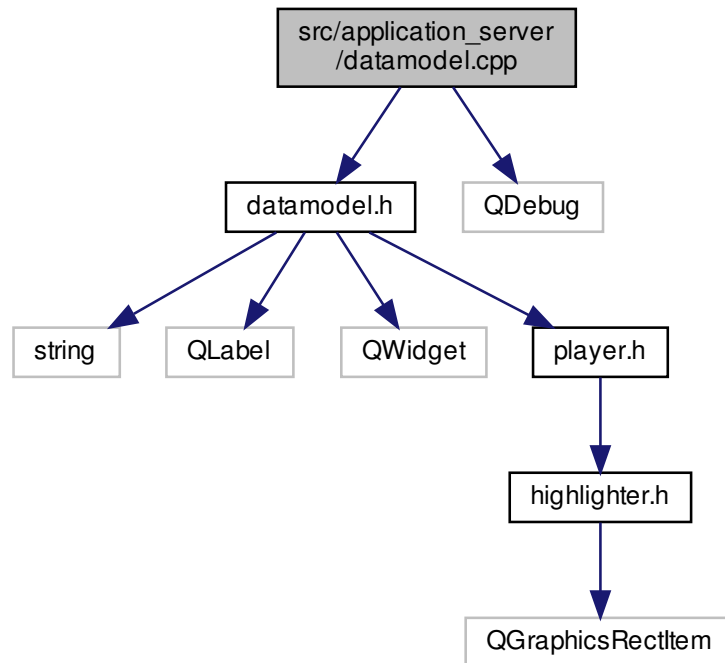 src/application_server
/datamodel.cpp
datamodel.h
QDebug
string
QLabel
QWidget
player.h
highlighter.h
QGraphicsRectItem